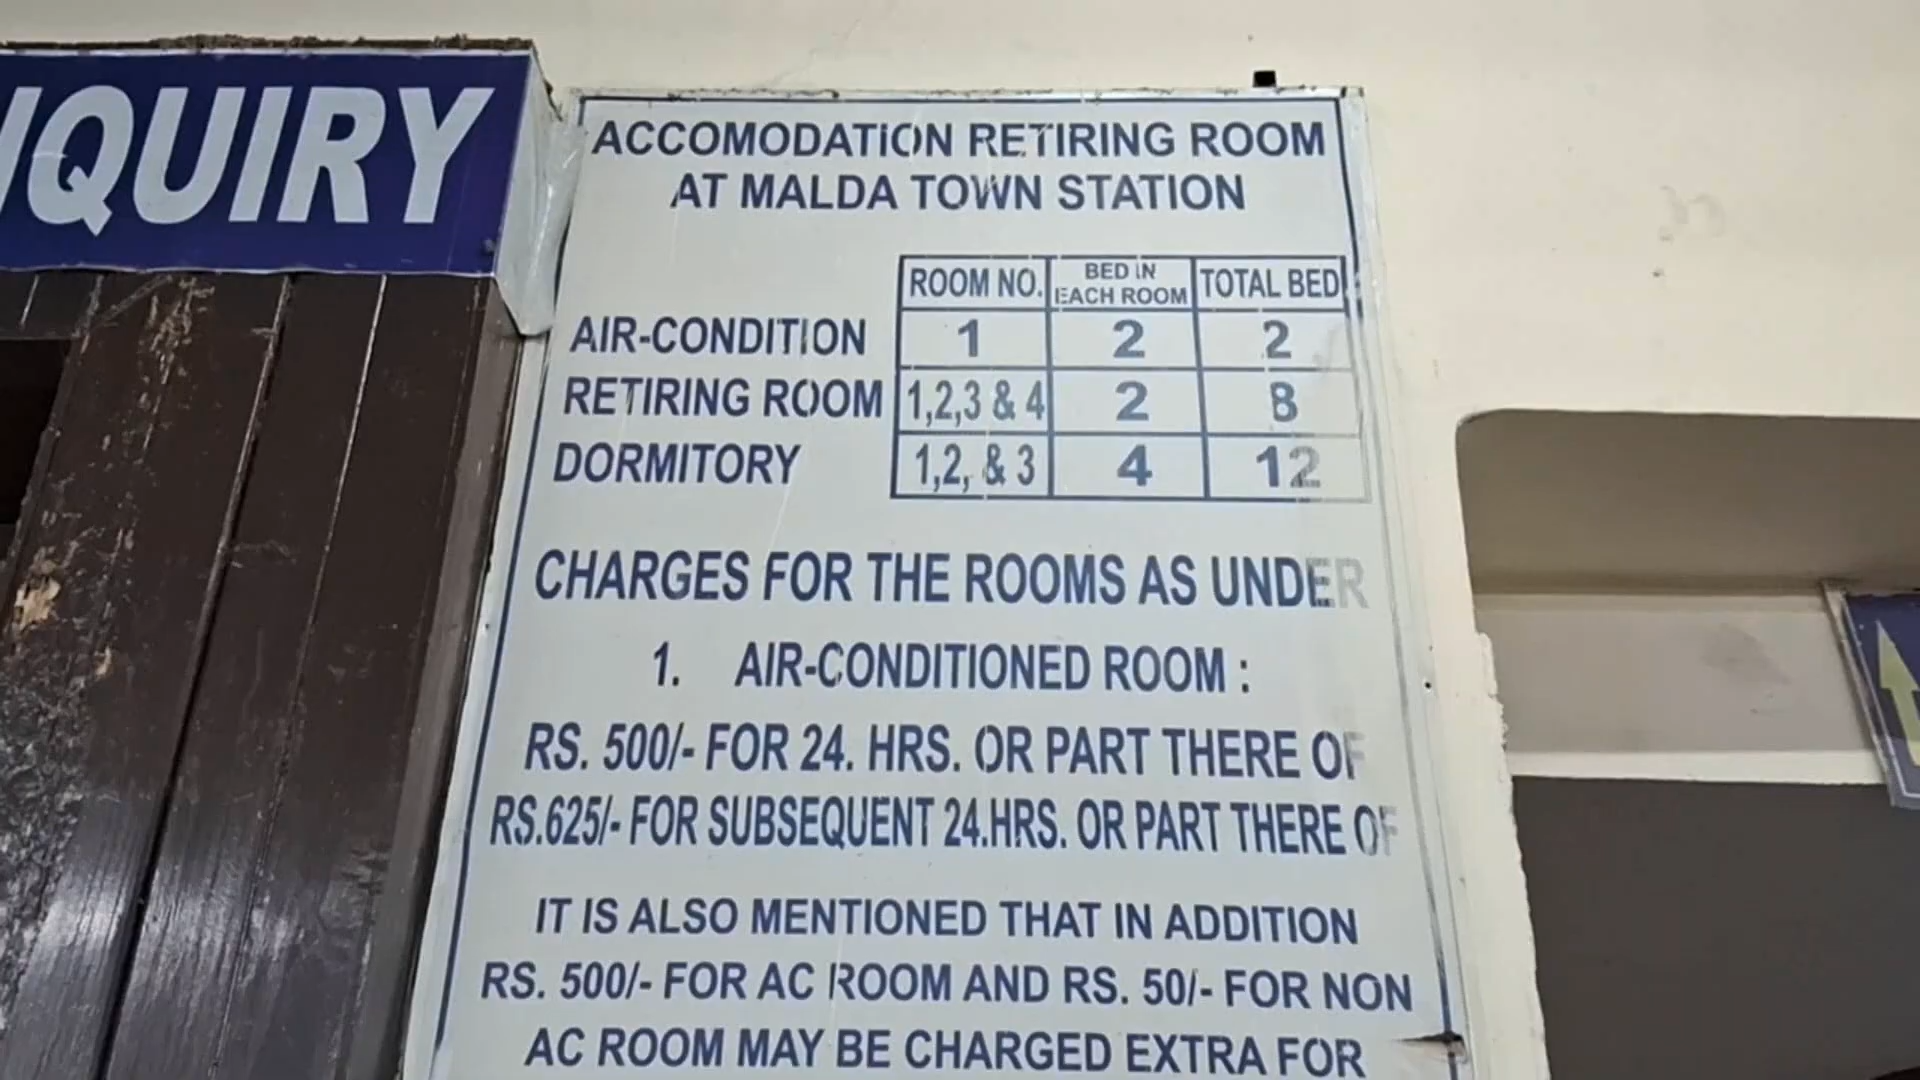 NQUIRY
ACCOMODATION RETIRING ROOM
AT MALDA TOWN STATION
ROOM NO. BED IN EACH ROOM TOTAL BED
AIR-CONDITION 1 2 2
RETIRING ROOM 1,2,3 & 4 2 8
DORMITORY 1,2, & 3 4 12
CHARGES FOR THE ROOMS AS UNDER
1. AIR-CONDITIONED ROOM :
RS. 500/- FOR 24. HRS. OR PART THERE OF
RS.625/- FOR SUBSEQUENT 24.HRS. OR PART THERE OF
IT IS ALSO MENTIONED THAT IN ADDITION
RS. 500/- FOR AC ROOM AND RS. 50/- FOR NON
AC ROOM MAY BE CHARGED EXTRA FOR